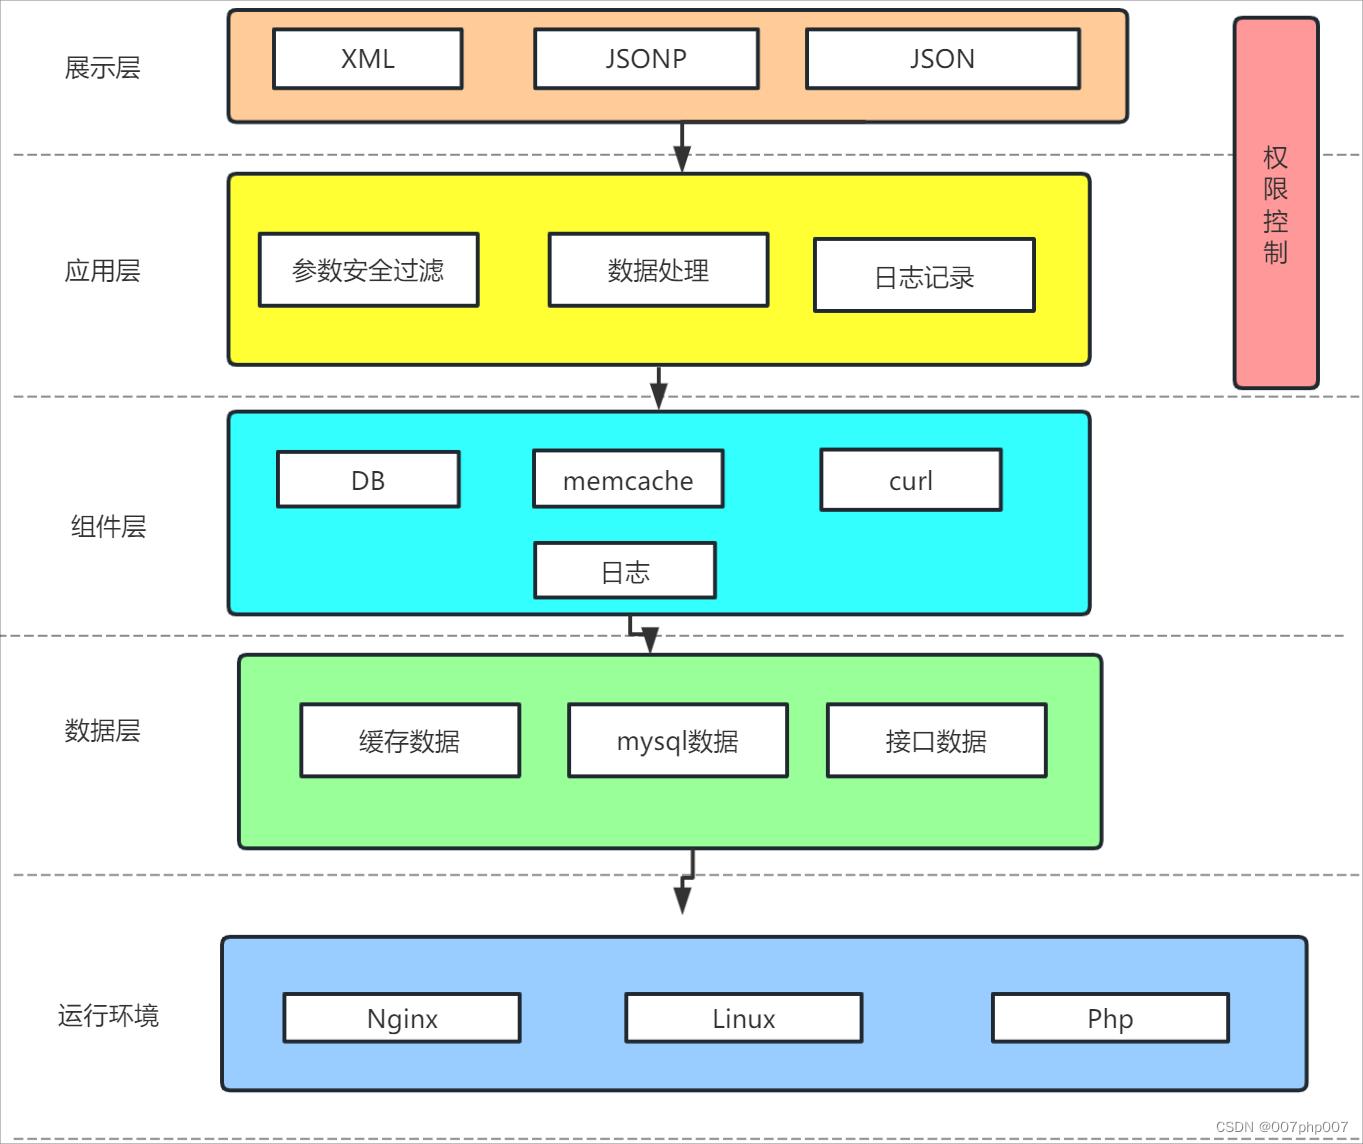 展示层
XML
JSONP
JSON
权限控制
应用层
参数安全过滤
数据处理
日志记录
组件层
DB
memcache
curl
日志
数据层
缓存数据
mysql数据
接口数据
运行环境
Nginx
Linux
Php
CSDN @007php007